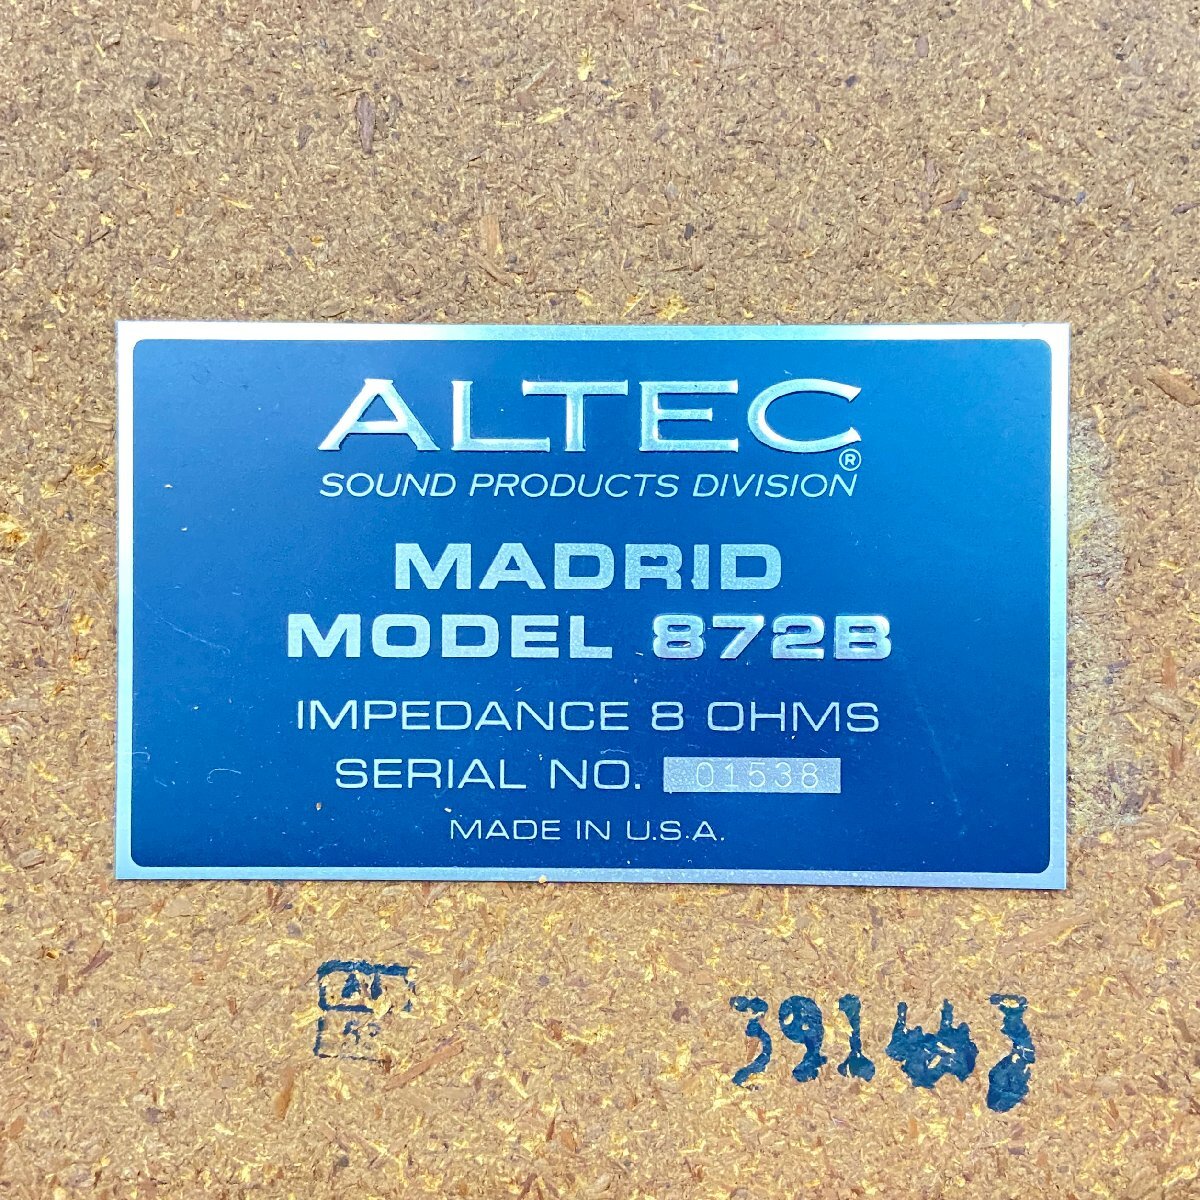 ALTEC®
SOUND PRODUCTS DIVISION
MADRID
MODEL 872B
IMPEDANCE 8 OHMS
SERIAL NO. 01538
MADE IN U.S.A.